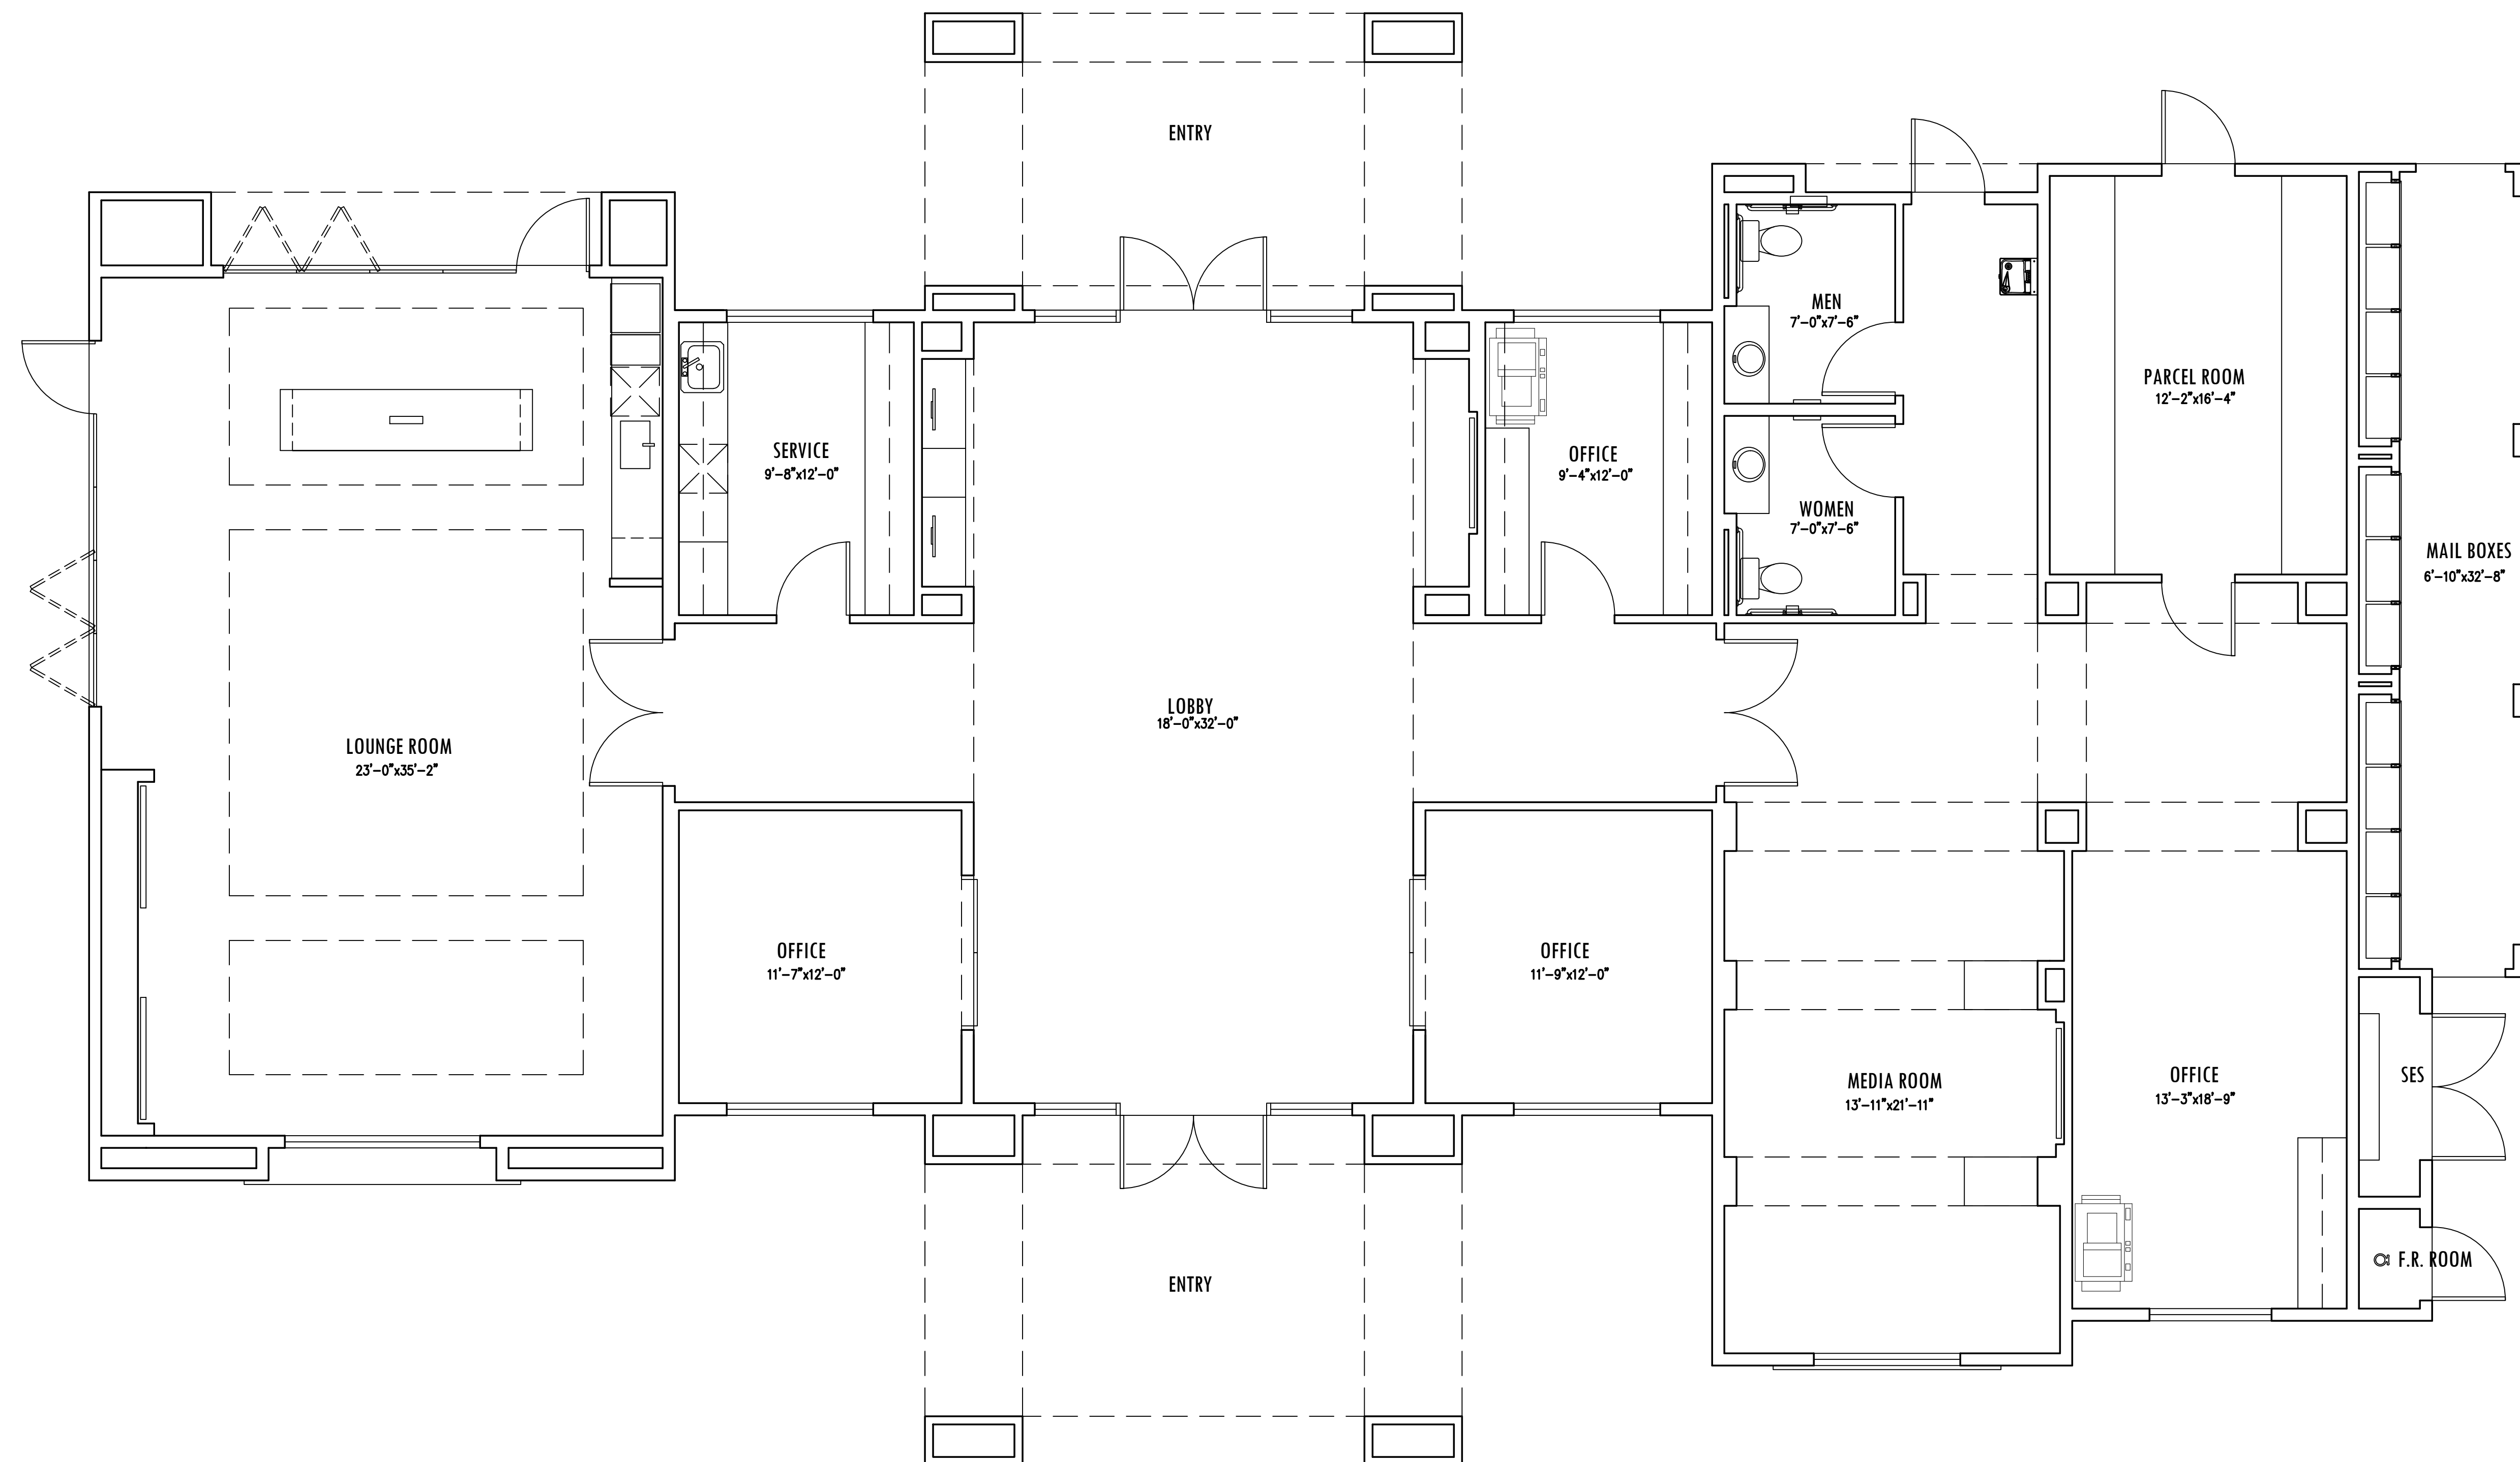 ENTRY
MEN
7'-0"x7'-6"
PARCEL ROOM
12'-2"x16'-4"
SERVICE
9'-8"x12'-0"
OFFICE
9'-4"x12'-0"
WOMEN
7'-0"x7'-6"
MAIL BOXES
6'-10"x32'-8"
LOBBY
18'-0"x32'-0"
LOUNGE ROOM
23'-0"x35'-2"
OFFICE
11'-7"x12'-0"
OFFICE
11'-9"x12'-0"
MEDIA ROOM
13'-11"x21'-11"
OFFICE
13'-3"x18'-9"
SES
F.R. ROOM
ENTRY